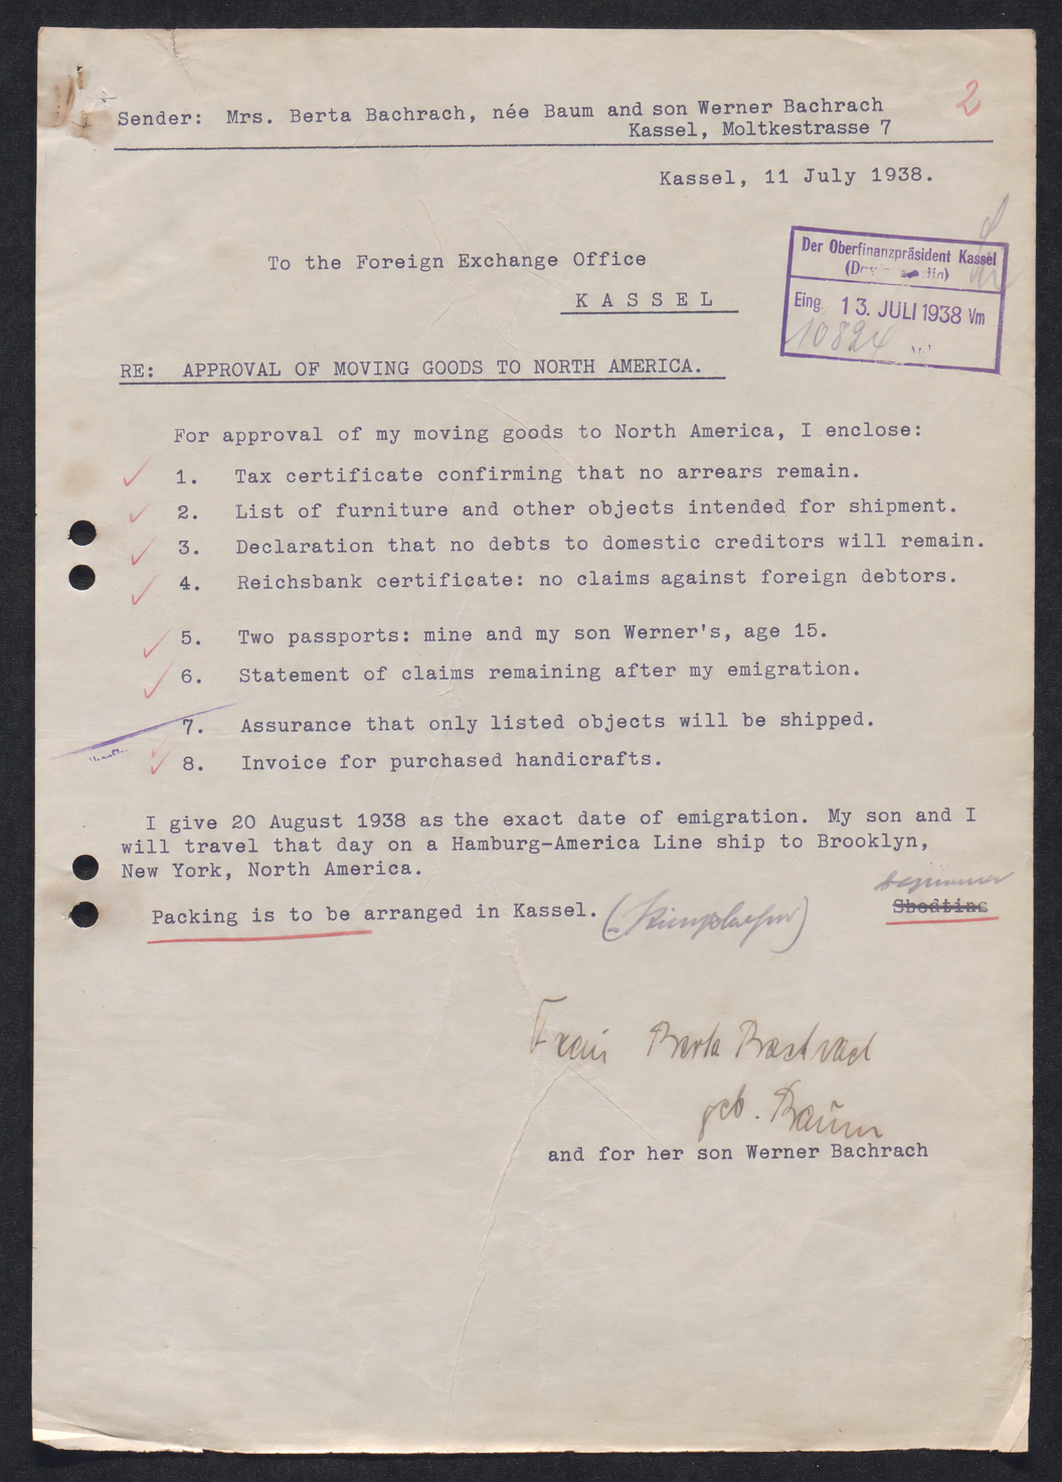 2
Sender: Mrs. Berta Bachrach, née Baum and son Werner Bachrach
Kassel, Moltkestrasse 7
Kassel, 11 July 1938.
Der Oberfinanzpräsident Kassel
Eing. 13. JULI 1938 Vm
10824
To the Foreign Exchange Office
KASSEL
RE: APPROVAL OF MOVING GOODS TO NORTH AMERICA.
For approval of my moving goods to North America, I enclose:
1. Tax certificate confirming that no arrears remain.
2. List of furniture and other objects intended for shipment.
3. Declaration that no debts to domestic creditors will remain.
4. Reichsbank certificate: no claims against foreign debtors.
5. Two passports: mine and my son Werner's, age 15.
6. Statement of claims remaining after my emigration.
7. Assurance that only listed objects will be shipped.
8. Invoice for purchased handicrafts.
I give 20 August 1938 as the exact date of emigration. My son and I
will travel that day on a Hamburg-America Line ship to Brooklyn,
New York, North America.
Packing is to be arranged in Kassel.
Frau Berta Bachrach
geb. Baum
and for her son Werner Bachrach